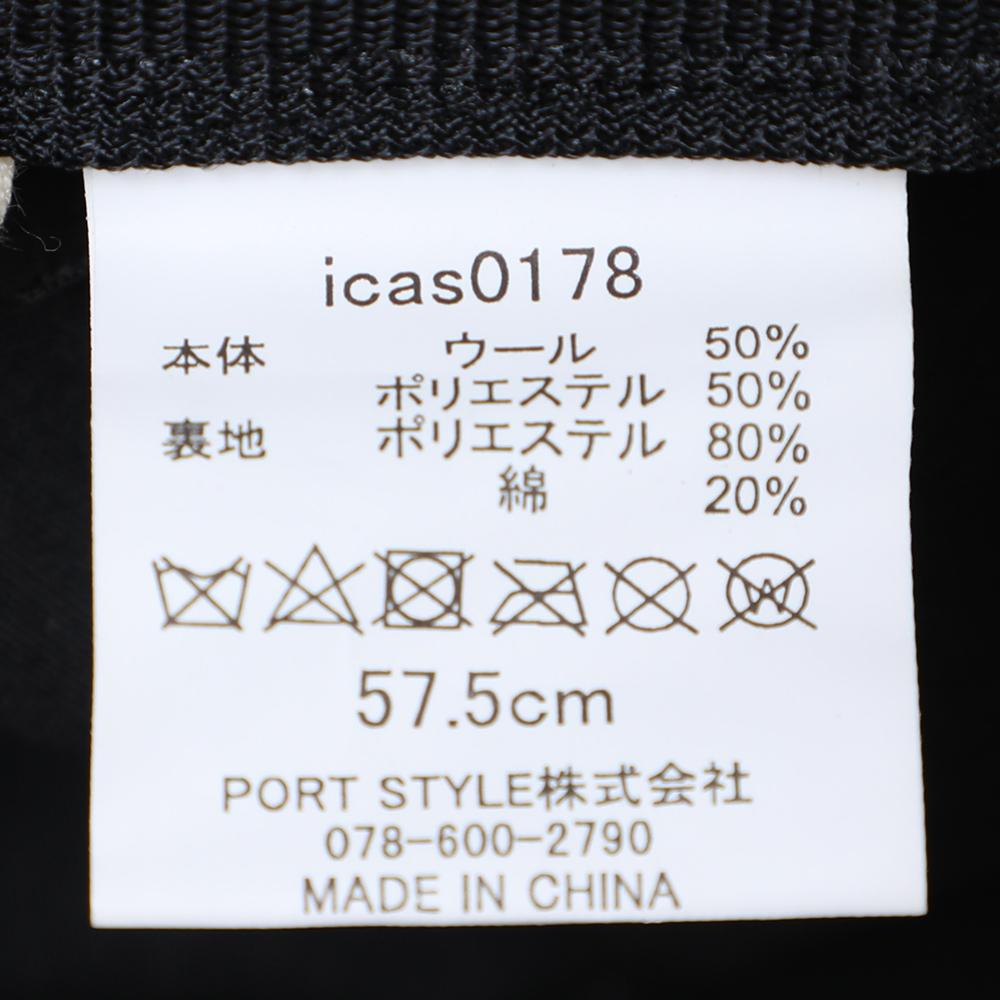 icas0178
本体 ウール 50%
ポリエステル 50%
裏地 ポリエステル 80%
綿 20%
57.5cm
PORT STYLE株式会社
078-600-2790
MADE IN CHINA